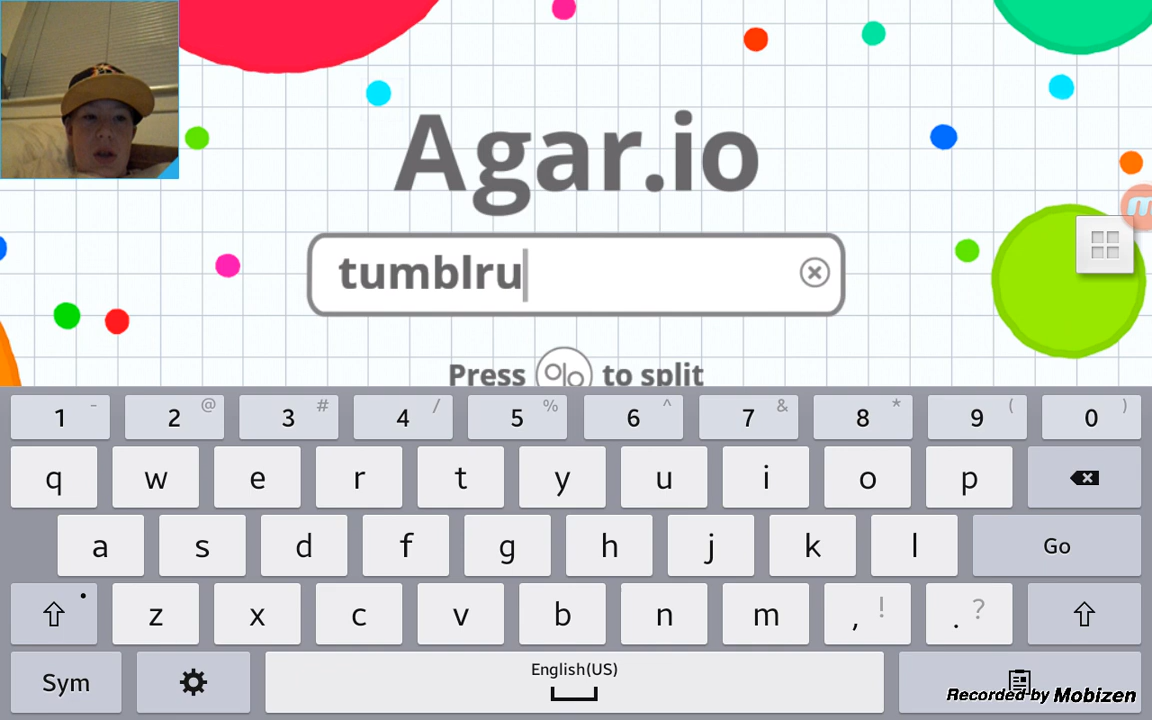 Agar.io
tumblru
Press to split
1 - 2 @ 3 # 4 / 5 % 6 ^ 7 & 8 * 9 ( 0 )
q w e r t y u i o p
a s d f g h j k l Go
z x c v b n m , ! . ?
Sym English(US)
Recorded by Mobizen